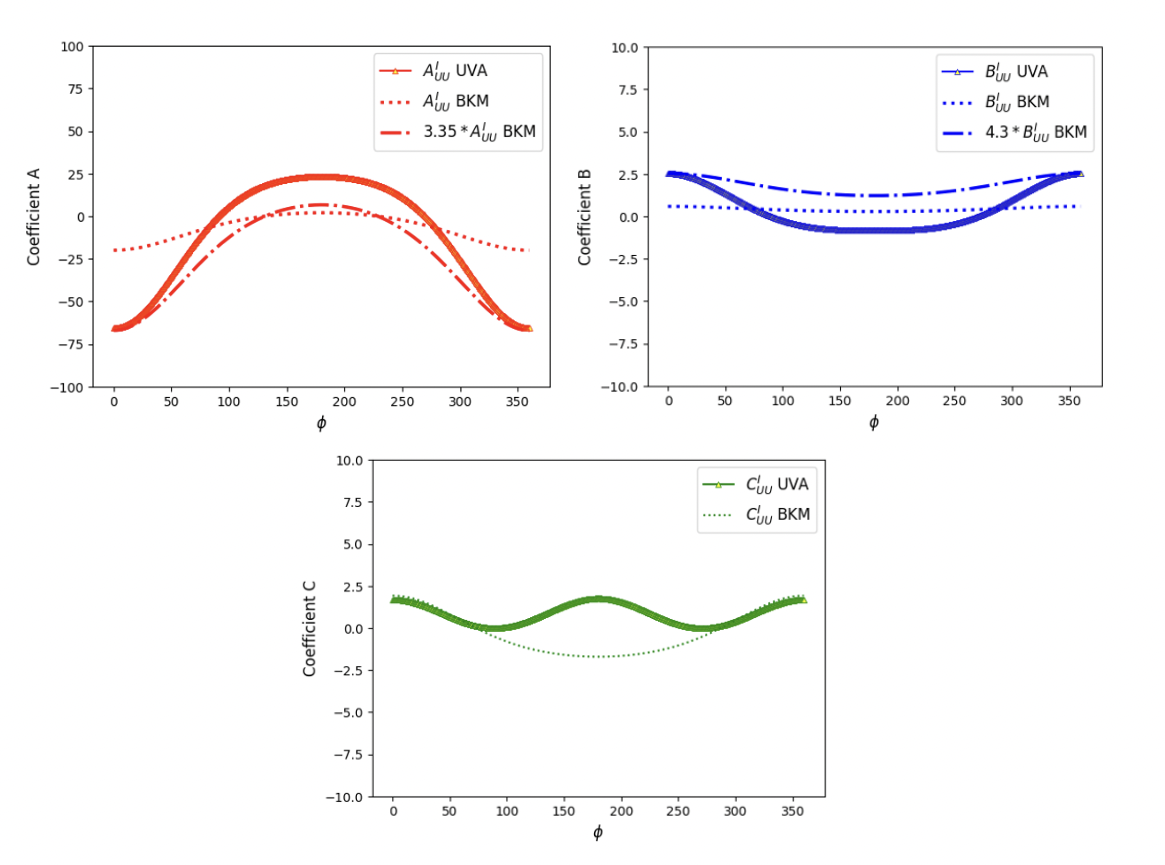 100
75
50
25
0
−25
−50
−75
−100
Coefficient A
A^I_UU UVA
A^I_UU BKM
3.35 * A^I_UU BKM
0 50 100 150 200 250 300 350
ϕ
10.0
7.5
5.0
2.5
0.0
−2.5
−5.0
−7.5
−10.0
Coefficient B
B^I_UU UVA
B^I_UU BKM
4.3 * B^I_UU BKM
0 50 100 150 200 250 300 350
ϕ
10.0
7.5
5.0
2.5
0.0
−2.5
−5.0
−7.5
−10.0
Coefficient C
C^I_UU UVA
C^I_UU BKM
0 50 100 150 200 250 300 350
ϕ